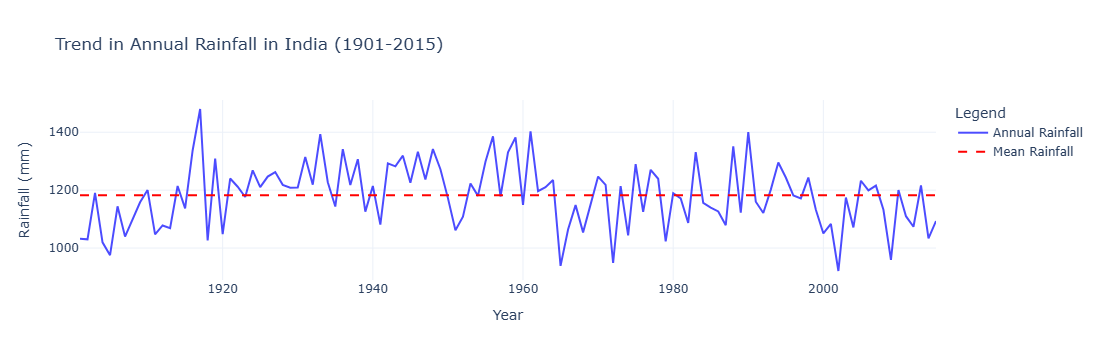 Trend in Annual Rainfall in India (1901-2015)
Legend
Annual Rainfall
Mean Rainfall
Rainfall (mm)
1400
1200
1000
1920
1940
1960
1980
2000
Year